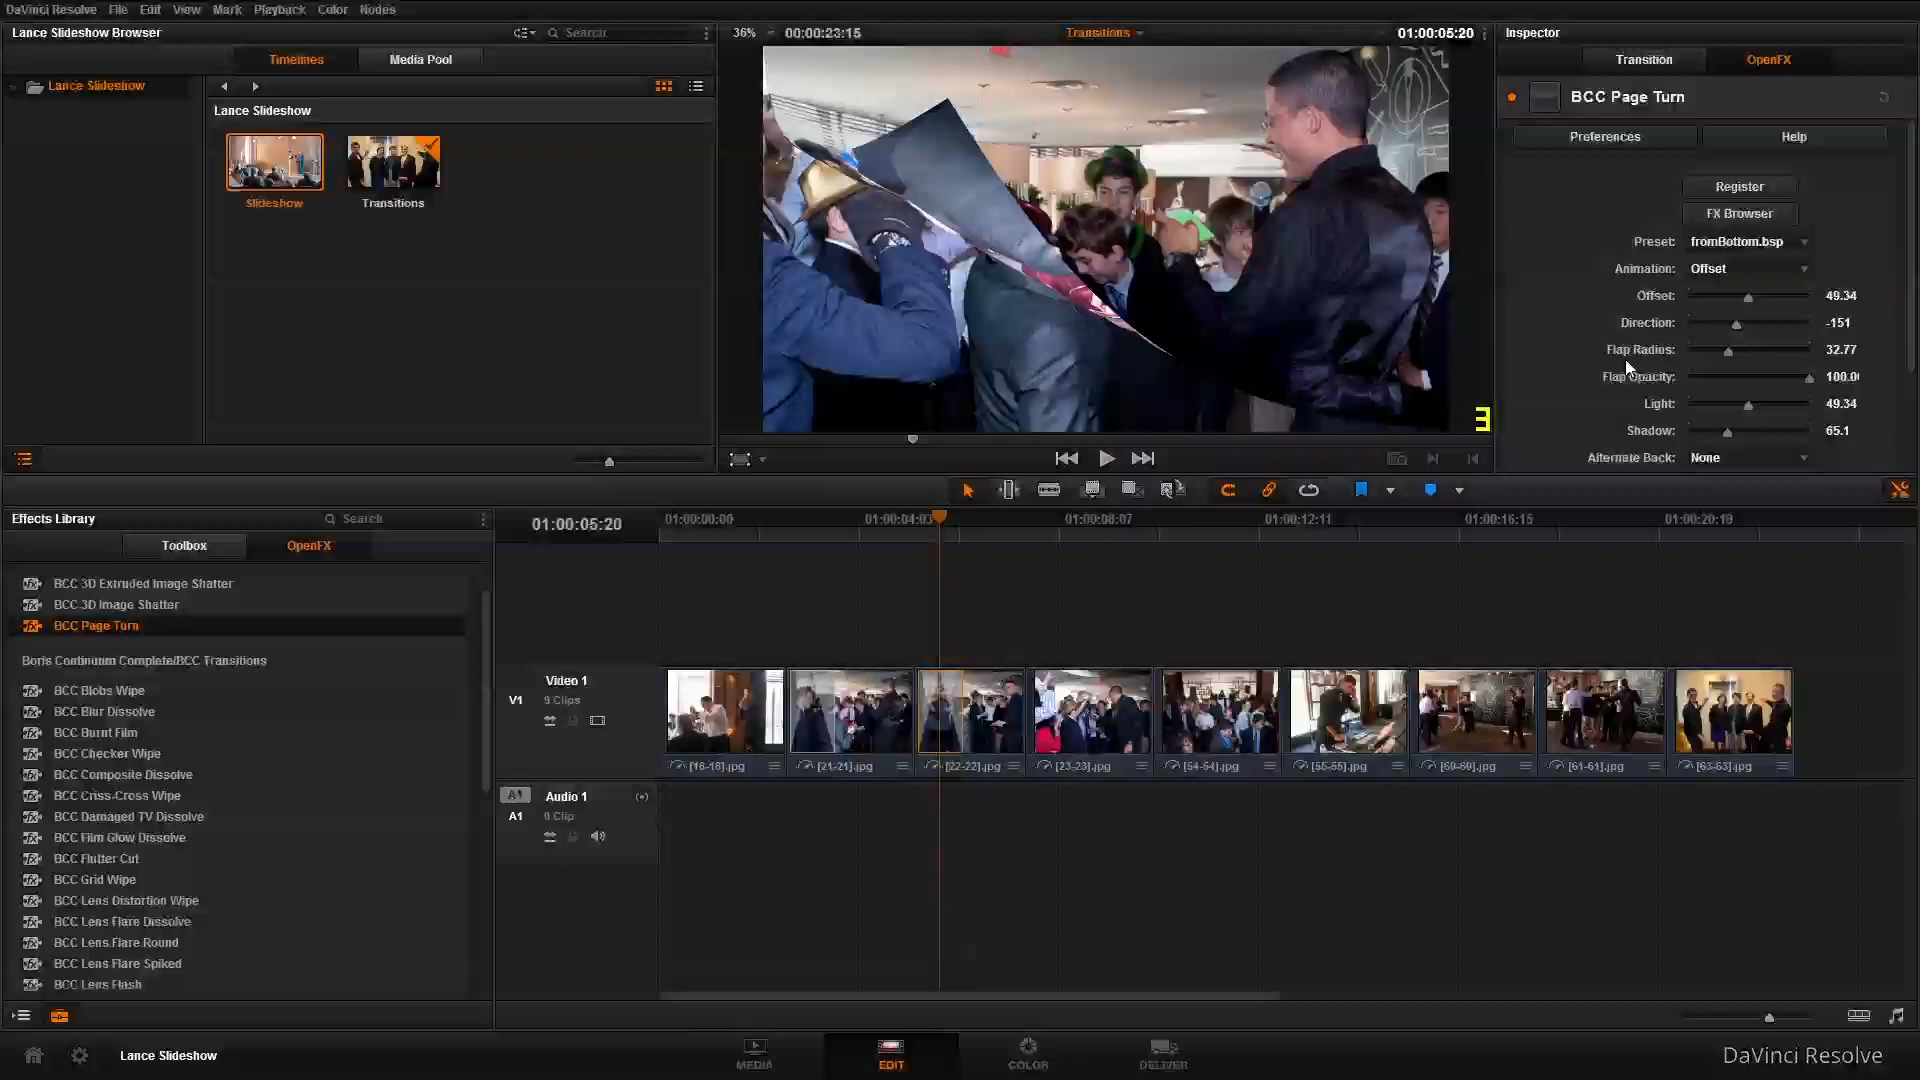 DaVinci Resolve File Edit View Mark Playback Color Nodes
Lance Slideshow Browser
Search
Timelines
Media Pool
Lance Slideshow
Lance Slideshow
Slideshow
Transitions
36%
00:00:23:15
Transitions
01:00:05:20
3
Inspector
Transition
OpenFX
BCC Page Turn
Preferences
Help
Register
FX Browser
Preset: fromBottom.bsp
Animation: Offset
Offset: 49.34
Direction: -151
Flap Radius: 32.77
Flap Opacity: 100.0
Light: 49.34
Shadow: 65.1
Alternate Back: None
Effects Library
Search
Toolbox
OpenFX
BCC 3D Extruded Image Shatter
BCC 3D Image Shatter
BCC Page Turn
Boris Continuum Complete/BCC Transitions
BCC Blobs Wipe
BCC Blur Dissolve
BCC Burnt Film
BCC Checker Wipe
BCC Composite Dissolve
BCC Criss-Cross Wipe
BCC Damaged TV Dissolve
BCC Film Glow Dissolve
BCC Flutter Cut
BCC Grid Wipe
BCC Lens Distortion Wipe
BCC Lens Flare Dissolve
BCC Lens Flare Round
BCC Lens Flare Spiked
BCC Lens Flash
01:00:05:20
01:00:00:00
01:00:04:03
01:00:08:07
01:00:12:11
01:00:16:15
01:00:20:19
V1
Video 1
9 Clips
[16-16].jpg
[21-21].jpg
[22-22].jpg
[23-23].jpg
[54-54].jpg
[55-55].jpg
[60-60].jpg
[61-61].jpg
[63-63].jpg
A1
Audio 1
A1
0 Clip
Lance Slideshow
MEDIA
EDIT
COLOR
DELIVER
DaVinci Resolve